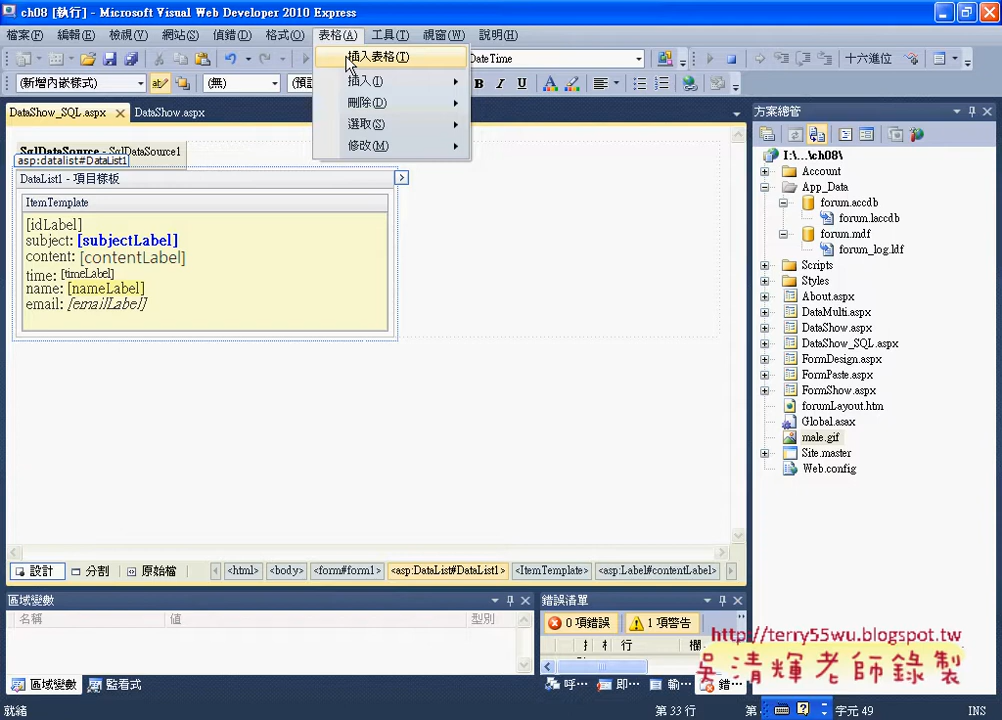 ch08 [執行] - Microsoft Visual Web Developer 2010 Express
檔案(F) 編輯(E) 檢視(V) 網站(S) 偵錯(D) 格式(O) 表格(A) 工具(T) 視窗(W) 說明(H)
插入表格(T)
插入(I)
刪除(D)
選取(S)
修改(M)
DateTime
十六進位
(新增內嵌樣式) (無) (預設
B I U A
DataShow_SQL.aspx DataShow.aspx
SqlDataSource - SqlDataSource1
asp:datalist#DataList1
DataList1 - 項目樣板
ItemTemplate
[idLabel]
subject: [subjectLabel]
content: [contentLabel]
time: [timeLabel]
name: [nameLabel]
email: [emailLabel]
方案總管
I:\...\ch08\
Account
App_Data
forum.accdb
forum.laccdb
forum.mdf
forum_log.ldf
Scripts
Styles
About.aspx
DataMulti.aspx
DataShow.aspx
DataShow_SQL.aspx
FormDesign.aspx
FormPaste.aspx
FormShow.aspx
forumLayout.htm
Global.asax
male.gif
Site.master
Web.config
設計 分割 原始檔 <html> <body> <form#form1> <asp:DataList#DataList1> <ItemTemplate> <asp:Label#contentLabel>
區域變數
名稱 值 型別
區域變數 監看式
錯誤清單
0 項錯誤 1 項警告
行 欄
呼... 即... 輸... 錯...
http://terry55wu.blogspot.tw
吳清輝老師錄製
就緒 第 33 行 第 字元 49 INS